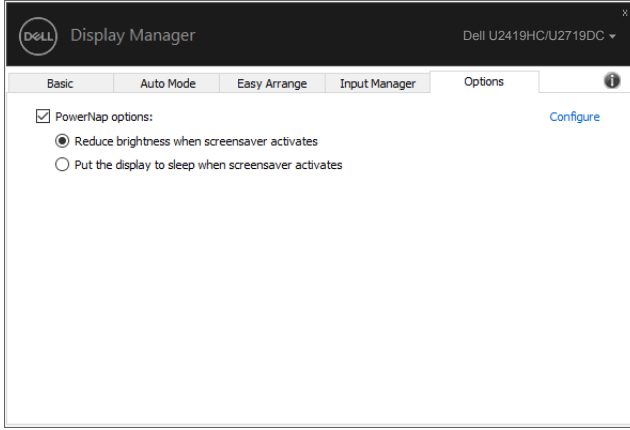 x
DELL Display Manager Dell U2419HC/U2719DC
Basic Auto Mode Easy Arrange Input Manager Options i
PowerNap options: Configure
Reduce brightness when screensaver activates
Put the display to sleep when screensaver activates